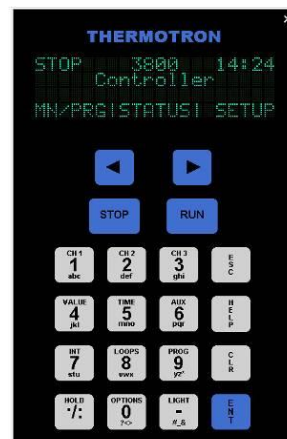 THERMOTRON
STOP 3800 14:24
Controller
MN/PRG|STATUS| SETUP
STOP RUN
CH 1 CH 2 CH 3
1 2 3 ESC
abc def ghi
VALUE TIME AUX
4 5 6 HELP
jkl mno pqr
INT LOOPS PROG
7 8 9 CLR
stu vwx yz°
HOLD OPTIONS LIGHT
·/: 0 - ENT
?<> #_&